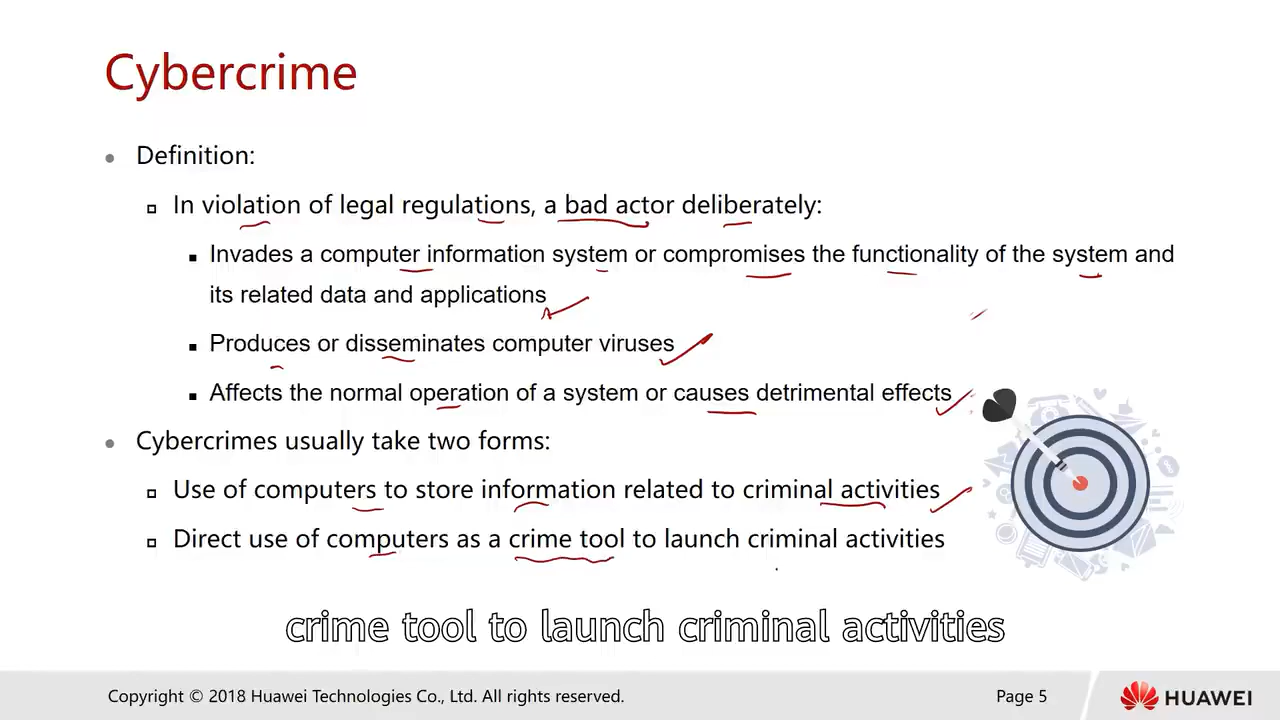 Cybercrime
Definition:
In violation of legal regulations, a bad actor deliberately:
Invades a computer information system or compromises the functionality of the system and
its related data and applications
Produces or disseminates computer viruses
Affects the normal operation of a system or causes detrimental effects
Cybercrimes usually take two forms:
Use of computers to store information related to criminal activities
Direct use of computers as a crime tool to launch criminal activities
crime tool to launch criminal activities
Copyright © 2018 Huawei Technologies Co., Ltd. All rights reserved.
Page 5
HUAWEI